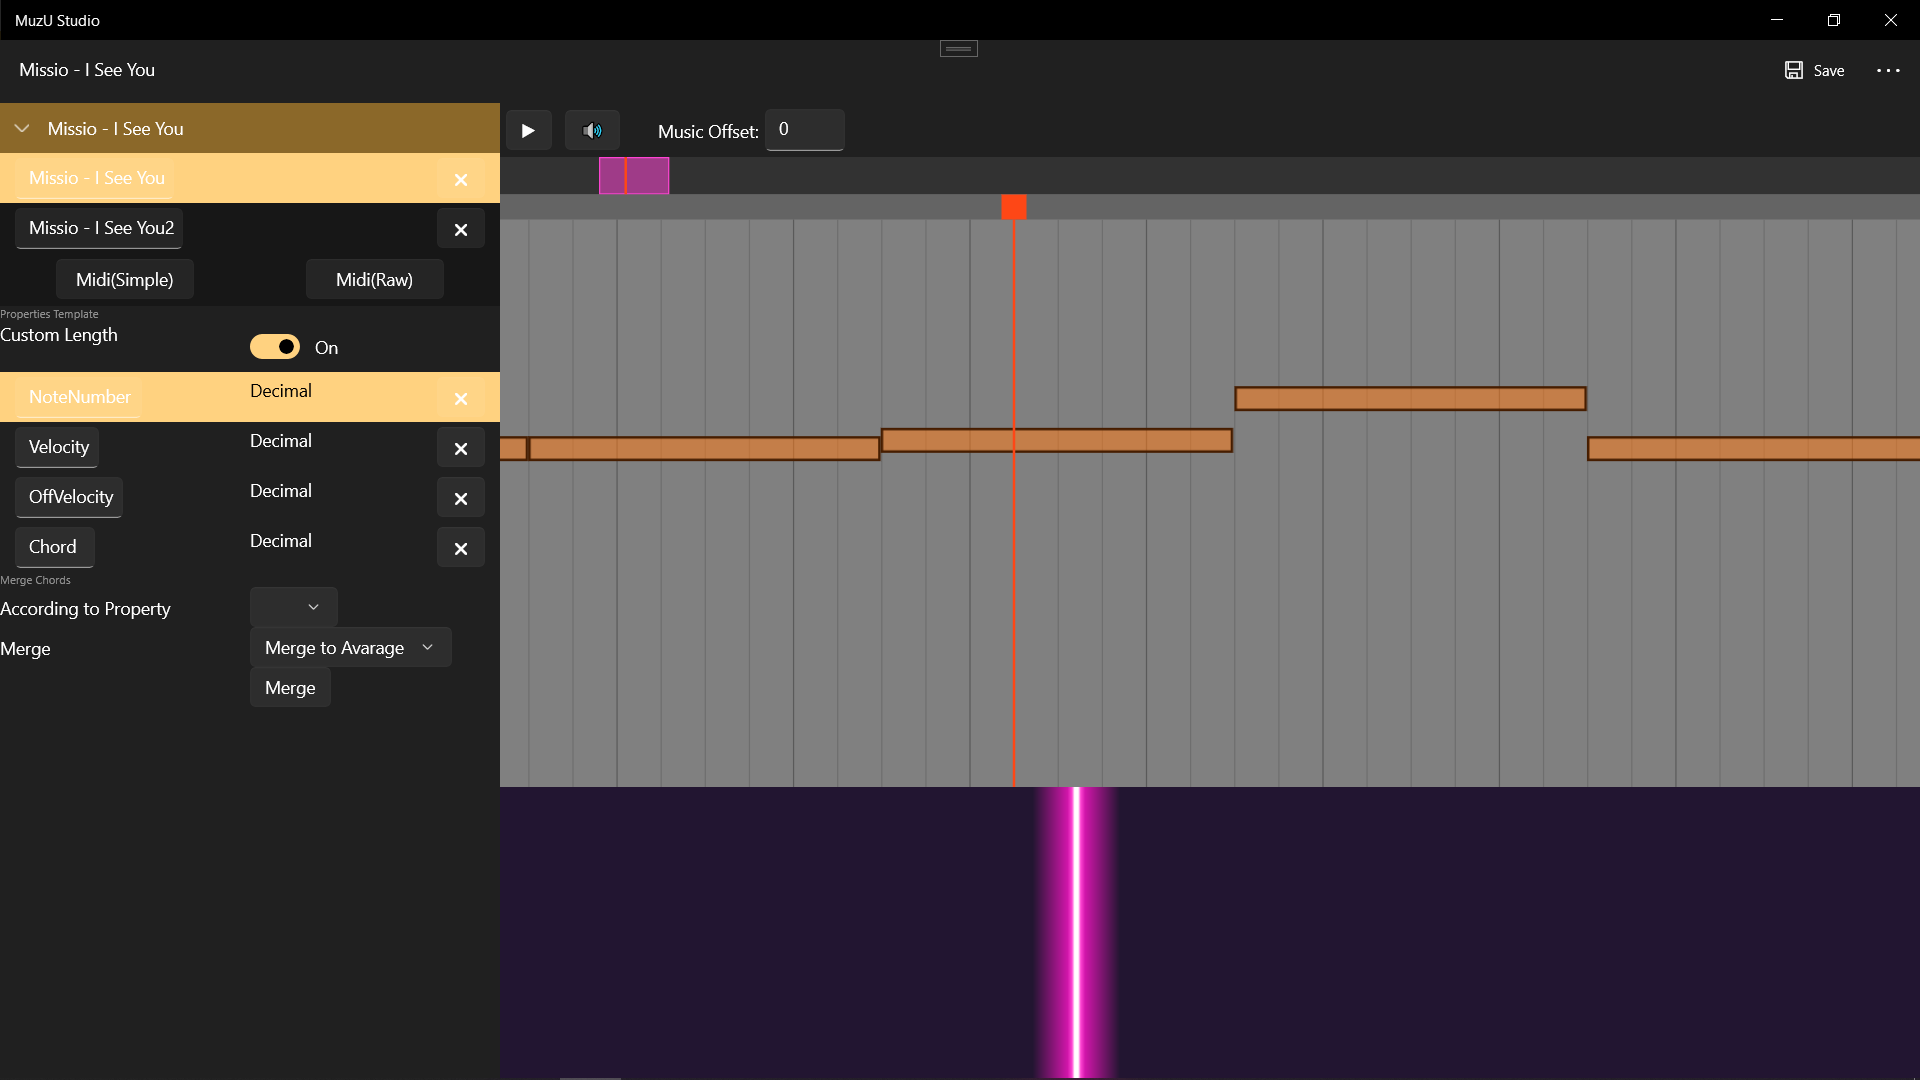 MuzU Studio
Missio - I See You
Save
Missio - I See You
Music Offset: 0
Missio - I See You
Missio - I See You2
Midi(Simple) Midi(Raw)
Properties Template
Custom Length
On
NoteNumber Decimal
Velocity Decimal
OffVelocity Decimal
Chord Decimal
Merge Chords
According to Property
Merge Merge to Avarage
Merge